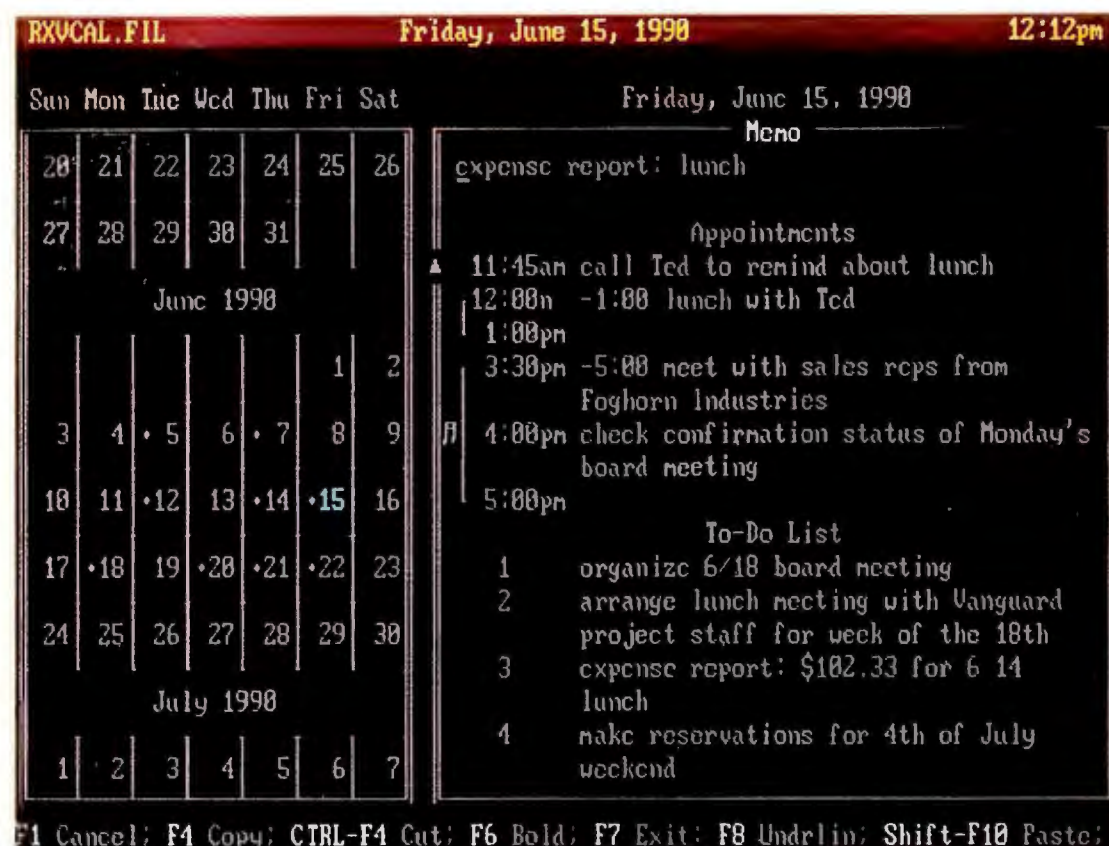 RXVCAL.FIL Friday, June 15, 1990 12:12pm
Sun Mon Tue Wed Thu Fri Sat
20 21 22 23 24 25 26
27 28 29 30 31
June 1990
1 2
3 4 • 5 6 • 7 8 9
10 11 •12 13 •14 •15 16
17 •18 19 •20 •21 •22 23
24 25 26 27 28 29 30
July 1990
1 2 3 4 5 6 7
Friday, June 15, 1990
Memo
expense report: lunch
Appointments
11:45am call Ted to remind about lunch
12:00n -1:00 lunch with Ted
1:00pm
3:30pm -5:00 meet with sales reps from
Foghorn Industries
♬ 4:00pm check confirmation status of Monday's
board meeting
5:00pm
To-Do List
1 organize 6/18 board meeting
2 arrange lunch meeting with Vanguard
project staff for week of the 18th
3 expense report: $102.33 for 6 14
lunch
4 make reservations for 4th of July
weekend
F1 Cancel; F4 Copy; CTRL-F4 Cut; F6 Bold; F7 Exit; F8 Undrlin; Shift-F10 Paste;